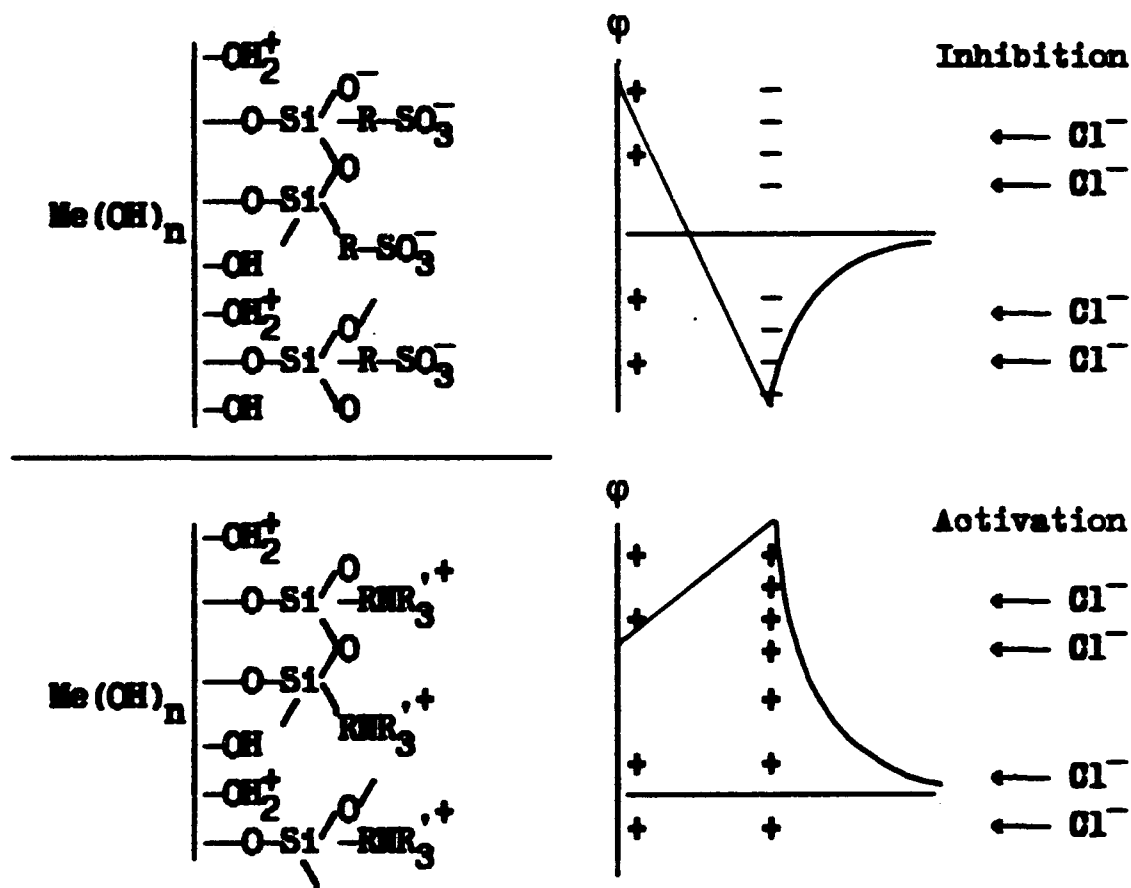 φ
Inhibition
–OH₂⁺
O⁻
–O–Si–R–SO₃⁻
O
–O–Si
Me(OH)ₙ
R–SO₃⁻
–OH
–OH₂⁺
O
–O–Si–R–SO₃⁻
–OH
O
+ + + +
– – – – – – – –
← Cl⁻
← Cl⁻
← Cl⁻
← Cl⁻
φ
Activation
–OH₂⁺
O
–O–Si–RNR₃'⁺
O
–O–Si
Me(OH)ₙ
RNR₃'⁺
–OH
–OH₂⁺
O
–O–Si–RNR₃'⁺
+ + + +
+ + + + + +
← Cl⁻
← Cl⁻
← Cl⁻
← Cl⁻